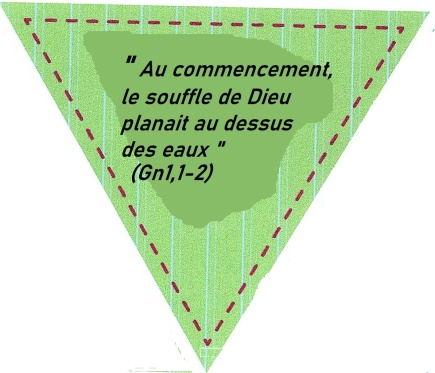 " Au commencement,
le souffle de Dieu
planait au dessus
des eaux "
(Gn1,1-2)